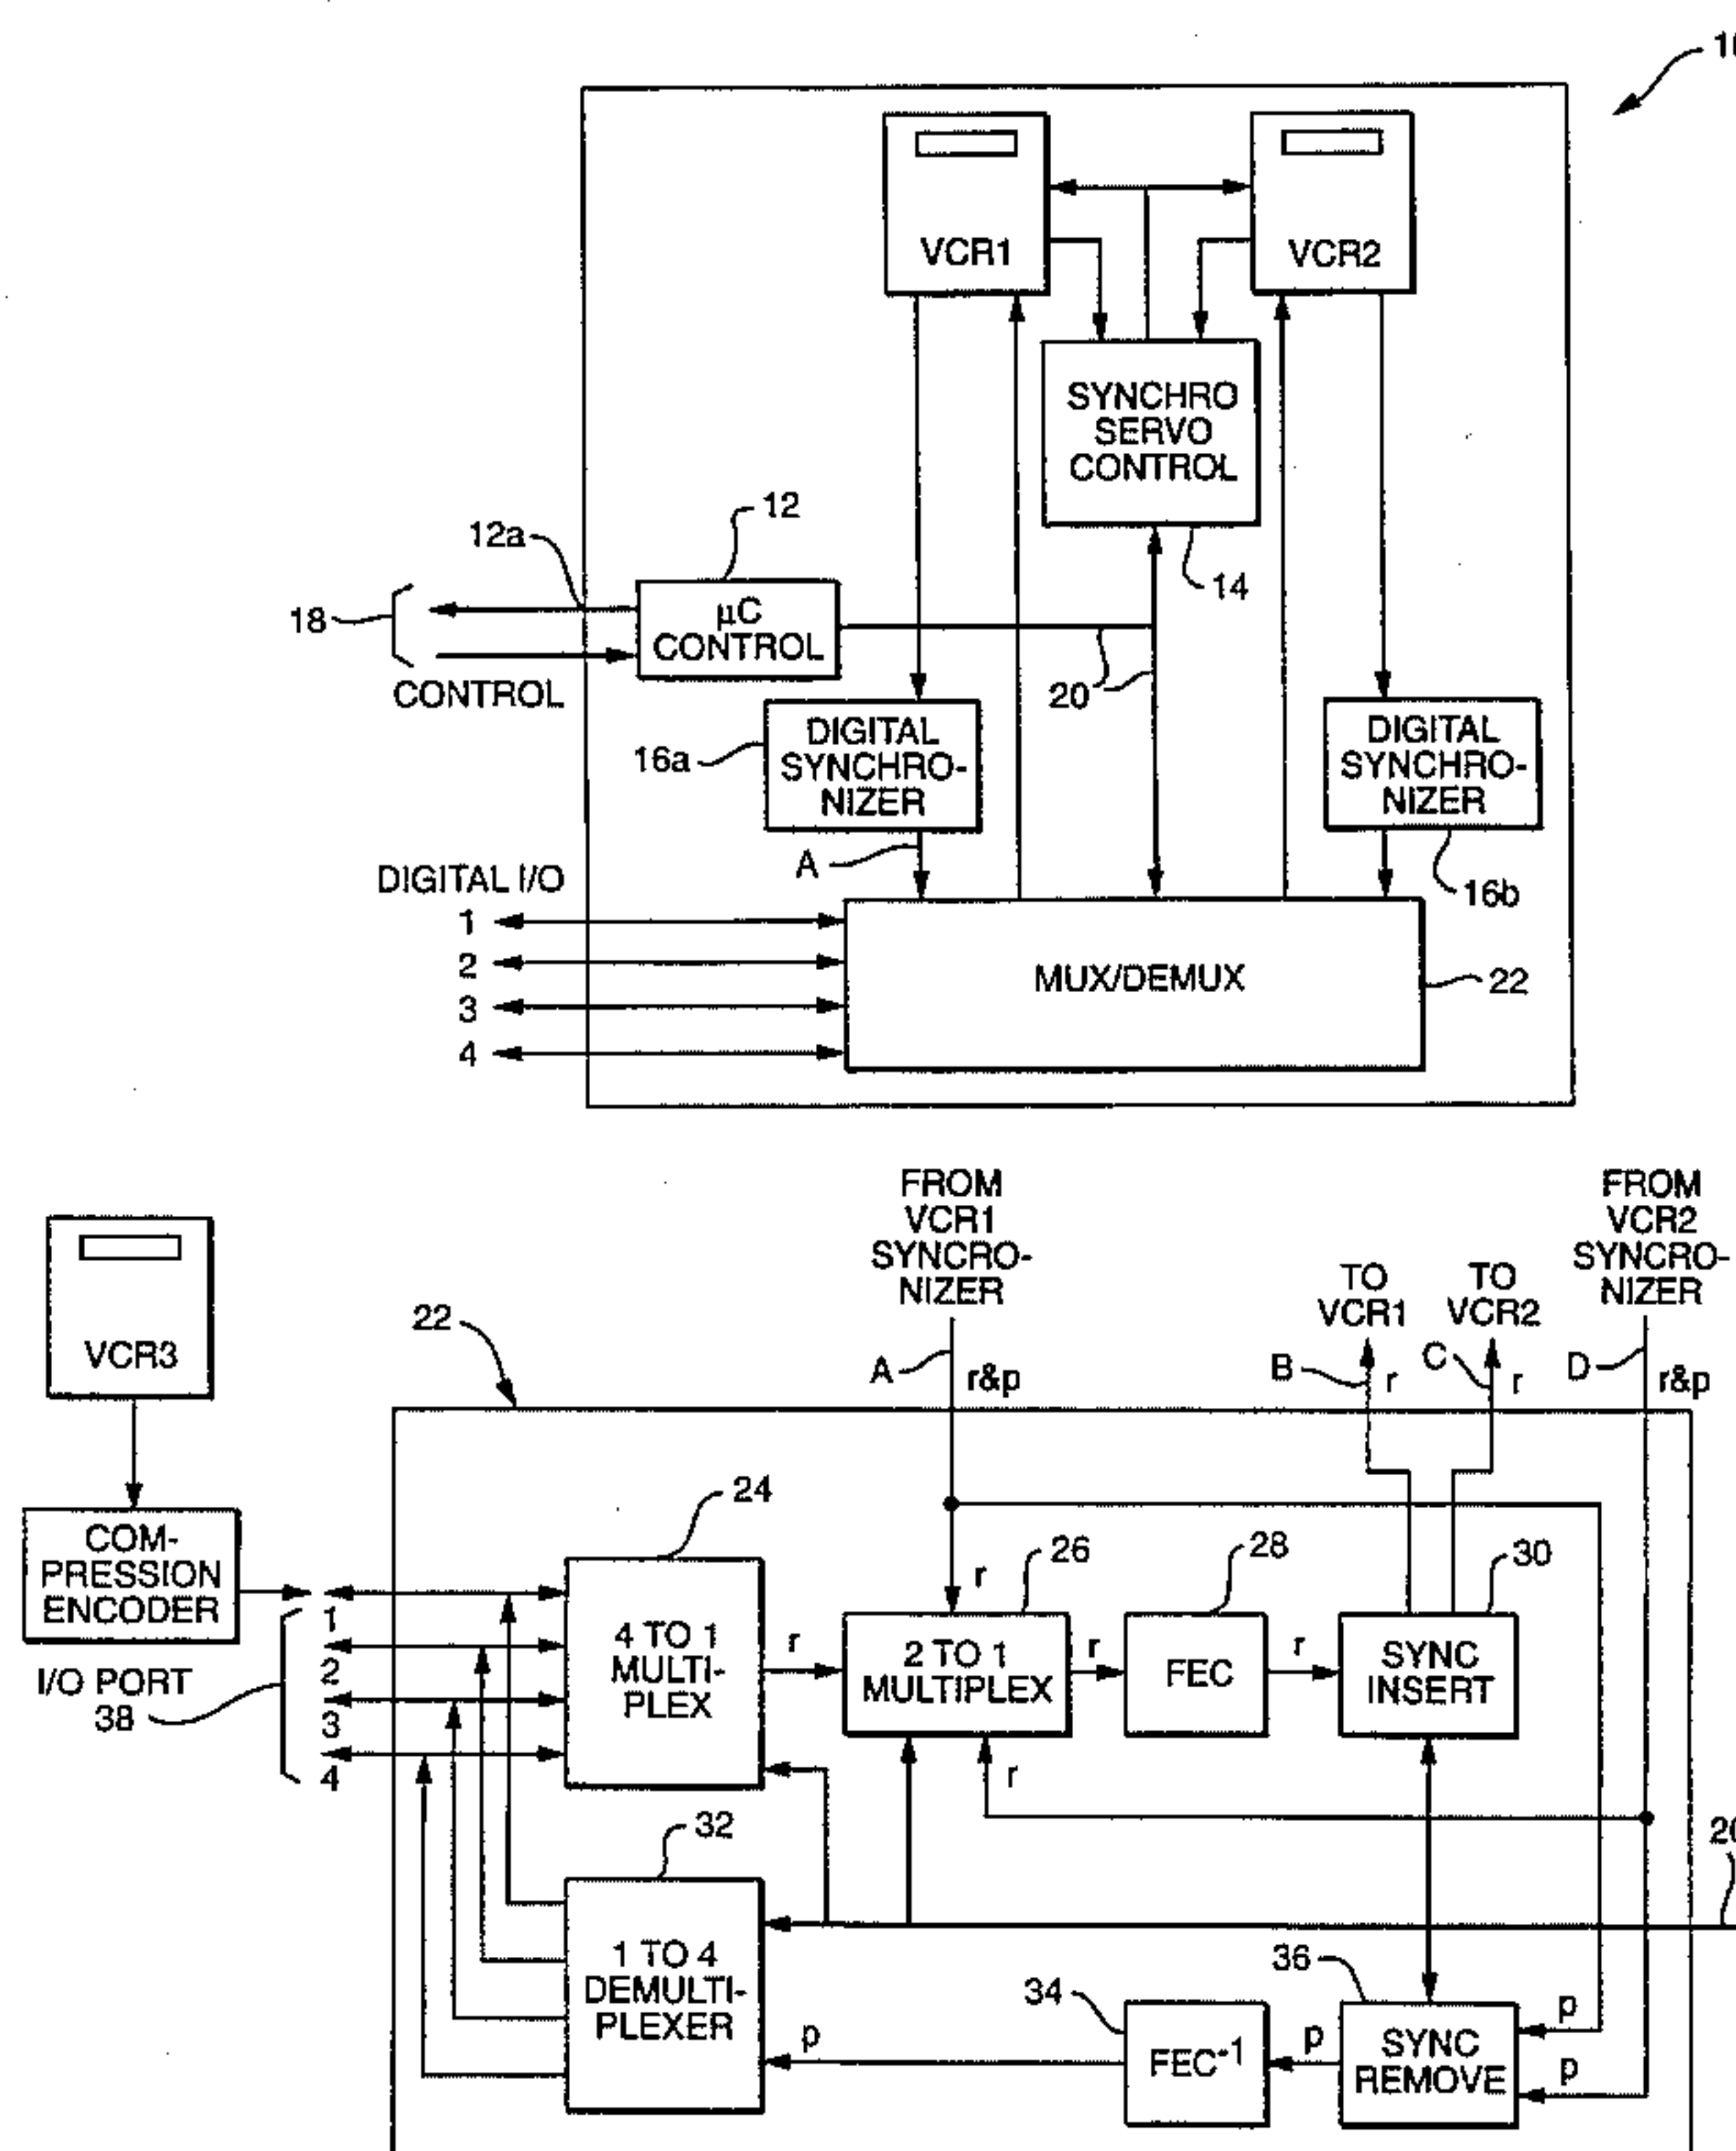 10
VCR1
VCR2
SYNCHRO
SERVO
CONTROL
14
12
12a
18
µC
CONTROL
CONTROL
20
16a
DIGITAL
SYNCHRO-
NIZER
DIGITAL
SYNCHRO-
NIZER
16b
A
DIGITAL I/O
1
2
3
4
MUX/DEMUX
22
VCR3
COM-
PRESSION
ENCODER
I/O PORT
38
1
2
3
4
22
FROM
VCR1
SYNCRO-
NIZER
A
r&p
TO
VCR1
B
r
TO
VCR2
C
r
FROM
VCR2
SYNCRO-
NIZER
D
r&p
24
4 TO 1
MULTI-
PLEX
r
r
26
2 TO 1
MULTIPLEX
r
r
28
FEC
r
30
SYNC
INSERT
32
1 TO 4
DEMULTI-
PLEXER
p
34
FEC-1
p
36
SYNC
REMOVE
p
p